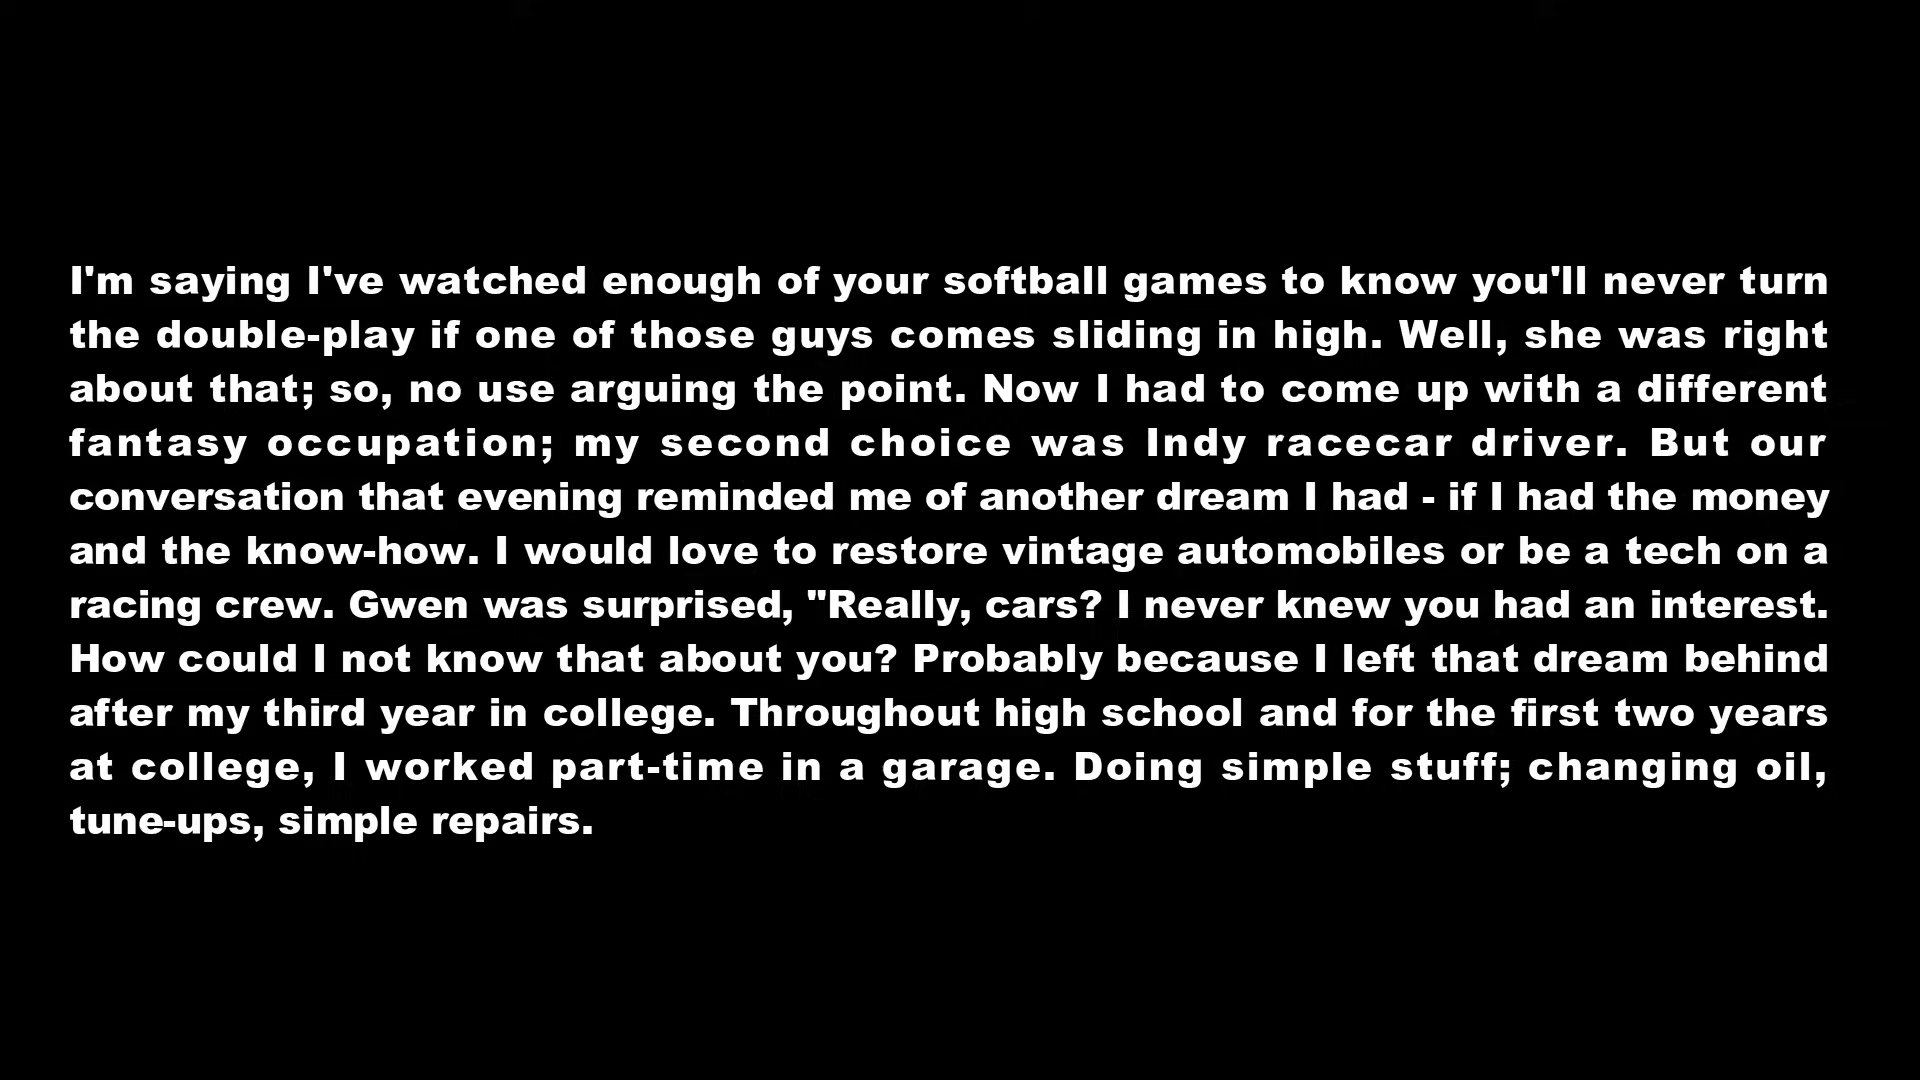 I'm saying I've watched enough of your softball games to know you'll never turn
the double-play if one of those guys comes sliding in high. Well, she was right
about that; so, no use arguing the point. Now I had to come up with a different
fantasy occupation; my second choice was Indy racecar driver. But our
conversation that evening reminded me of another dream I had - if I had the money
and the know-how. I would love to restore vintage automobiles or be a tech on a
racing crew. Gwen was surprised, "Really, cars? I never knew you had an interest.
How could I not know that about you? Probably because I left that dream behind
after my third year in college. Throughout high school and for the first two years
at college, I worked part-time in a garage. Doing simple stuff; changing oil,
tune-ups, simple repairs.